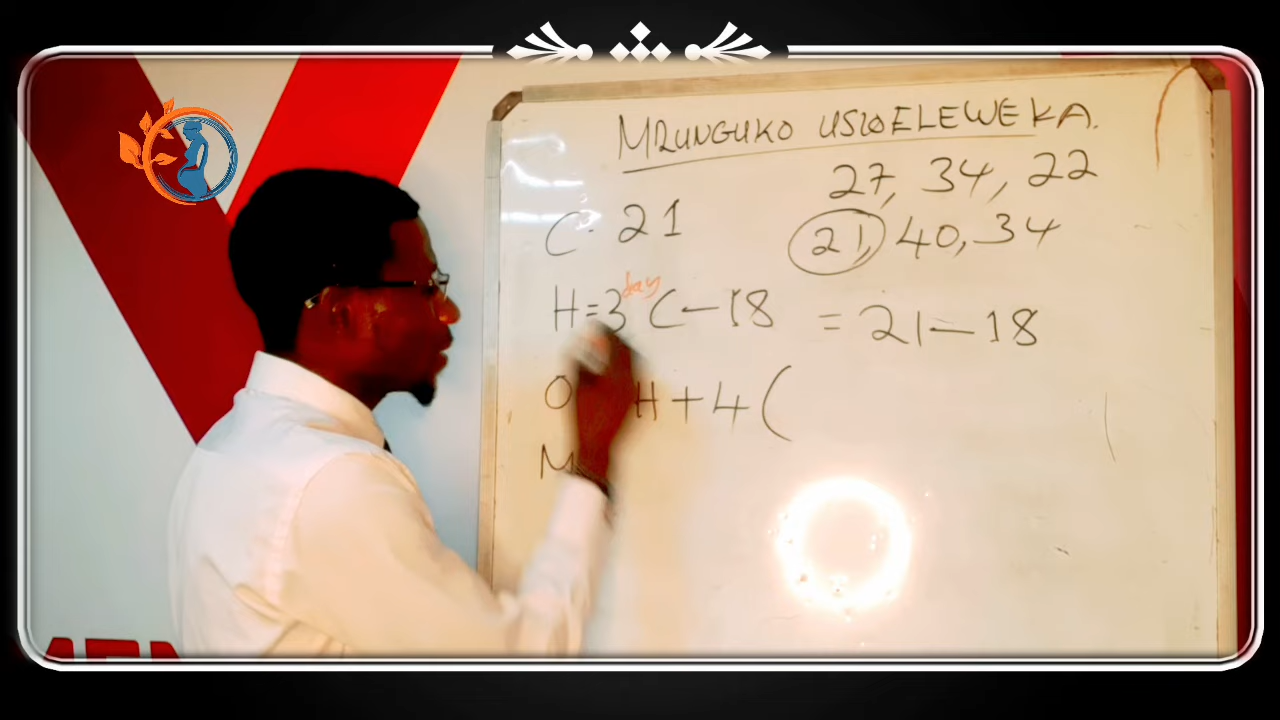 MZUNGUKO USIOELEWEKA.
27, 34, 22
21, 40, 34
C. 21
H=3 day C-18 = 21-18
O H+4(
M